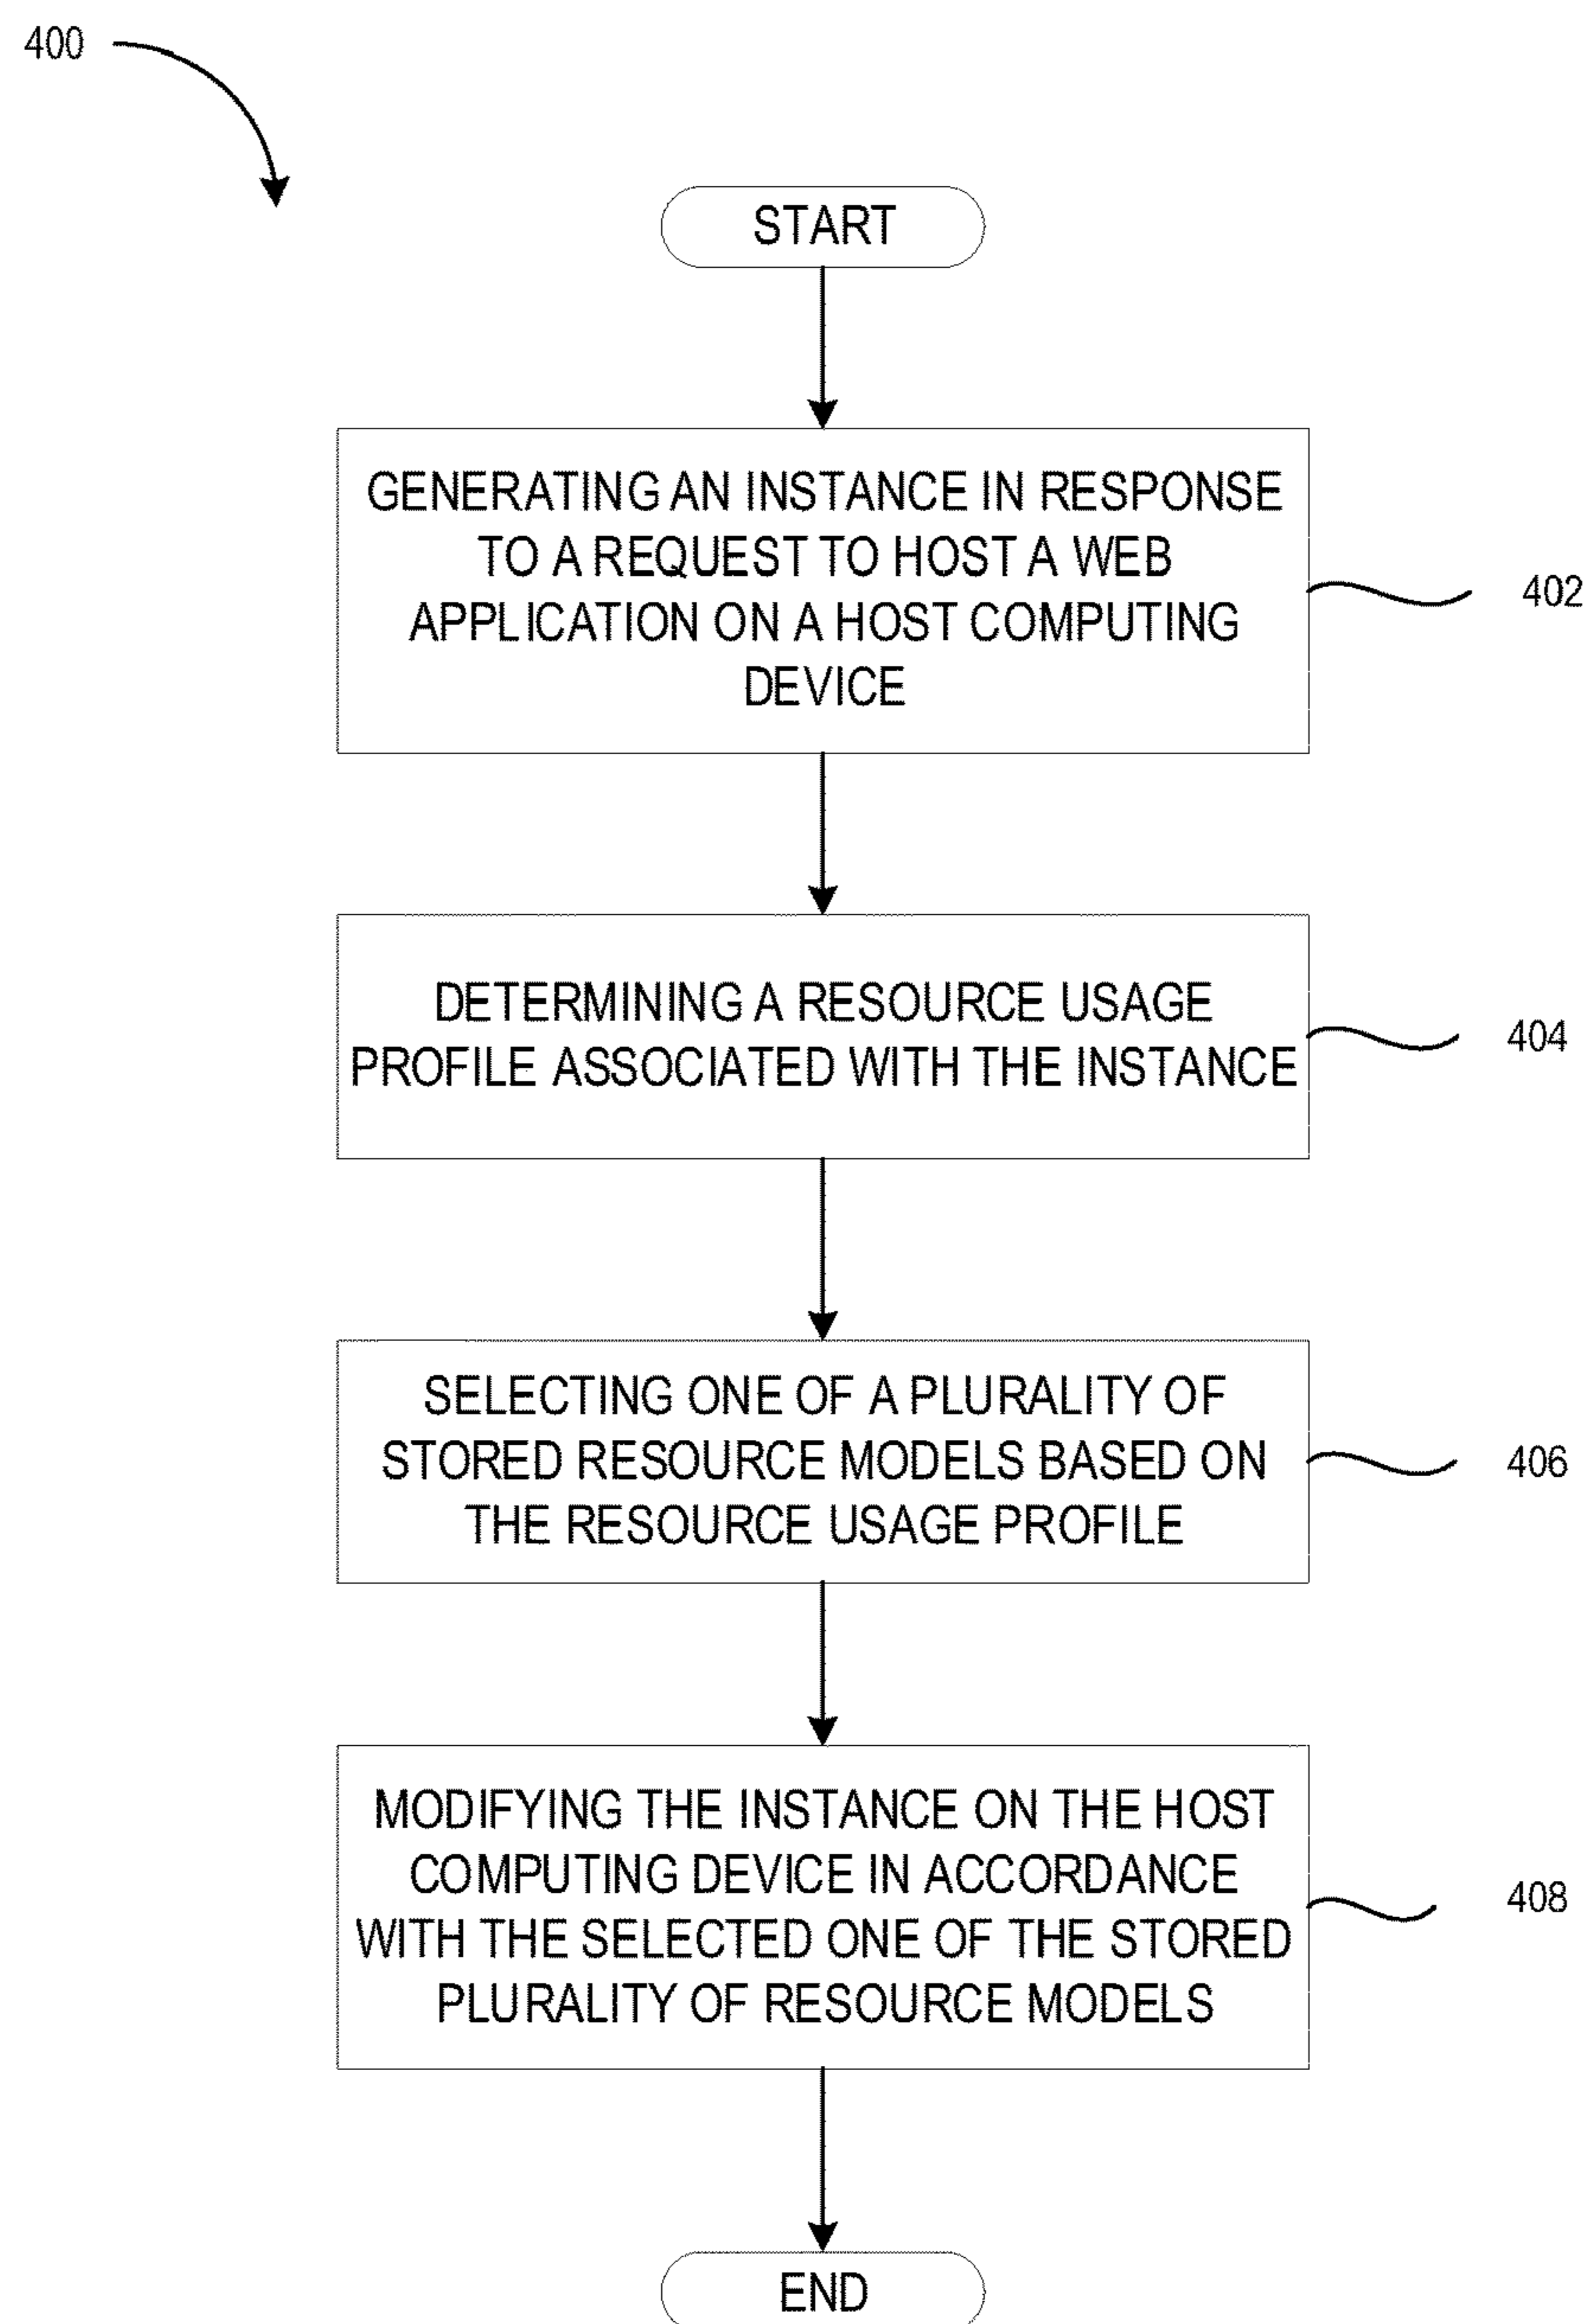 400
START
GENERATING AN INSTANCE IN RESPONSE
TO A REQUEST TO HOST A WEB
APPLICATION ON A HOST COMPUTING
DEVICE
402
DETERMINING A RESOURCE USAGE
PROFILE ASSOCIATED WITH THE INSTANCE
404
SELECTING ONE OF A PLURALITY OF
STORED RESOURCE MODELS BASED ON
THE RESOURCE USAGE PROFILE
406
MODIFYING THE INSTANCE ON THE HOST
COMPUTING DEVICE IN ACCORDANCE
WITH THE SELECTED ONE OF THE STORED
PLURALITY OF RESOURCE MODELS
408
END